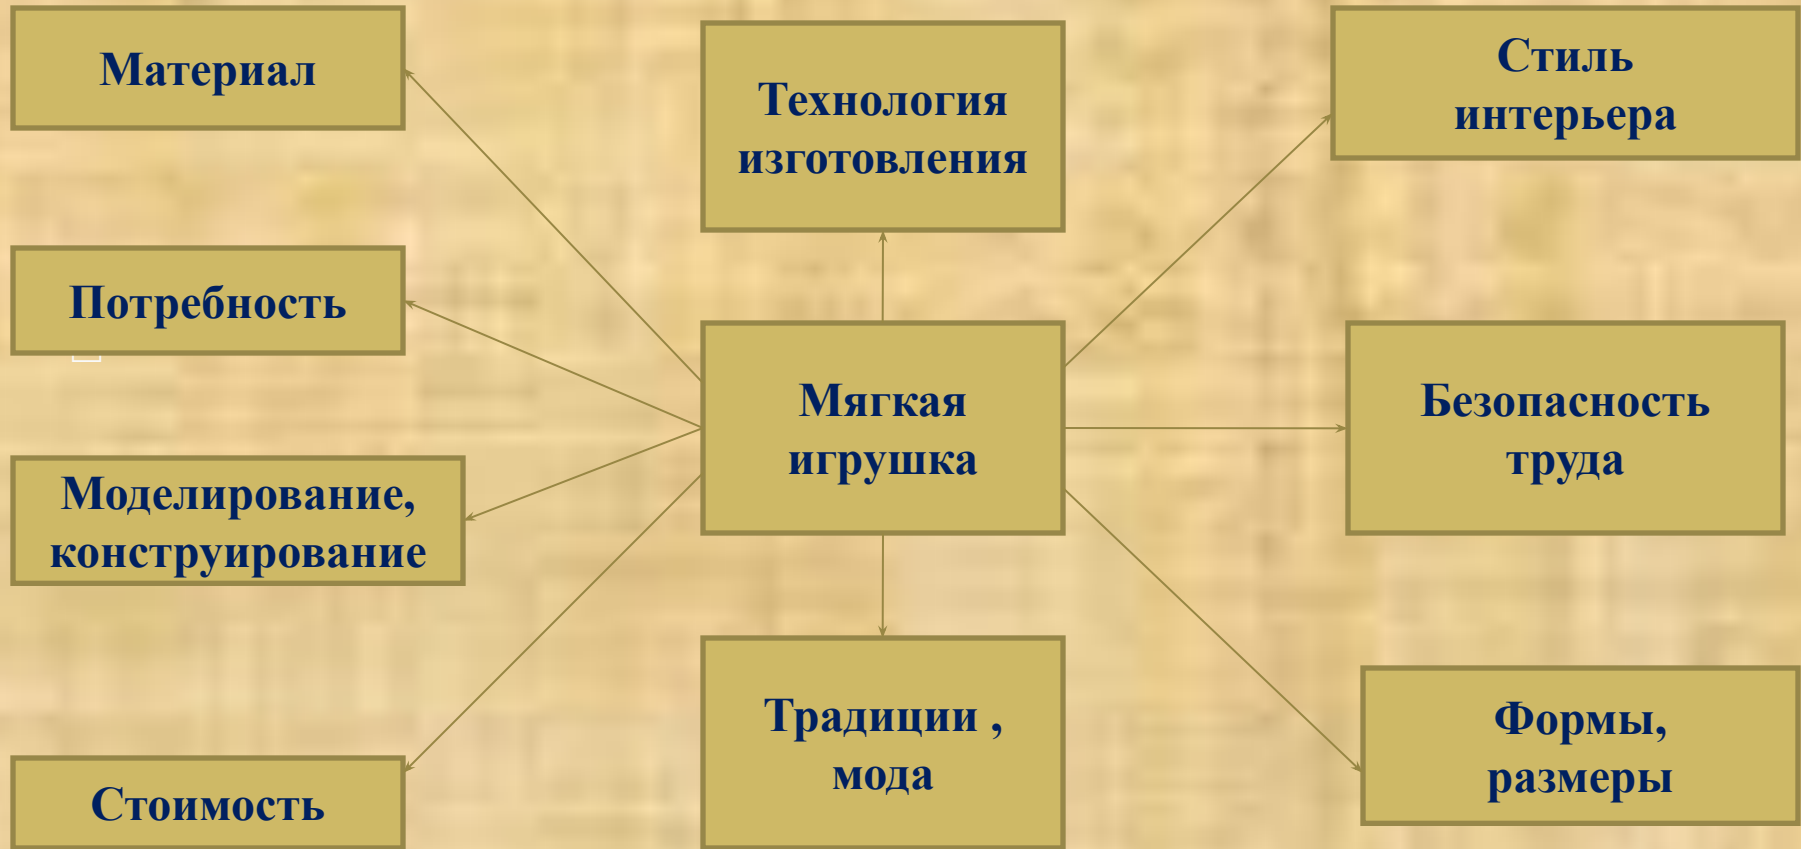 Материал
Технология
изготовления
Стиль
интерьера
Потребность
Мягкая
игрушка
Безопасность
труда
Моделирование,
конструирование
Традиции ,
мода
Формы,
размеры
Стоимость